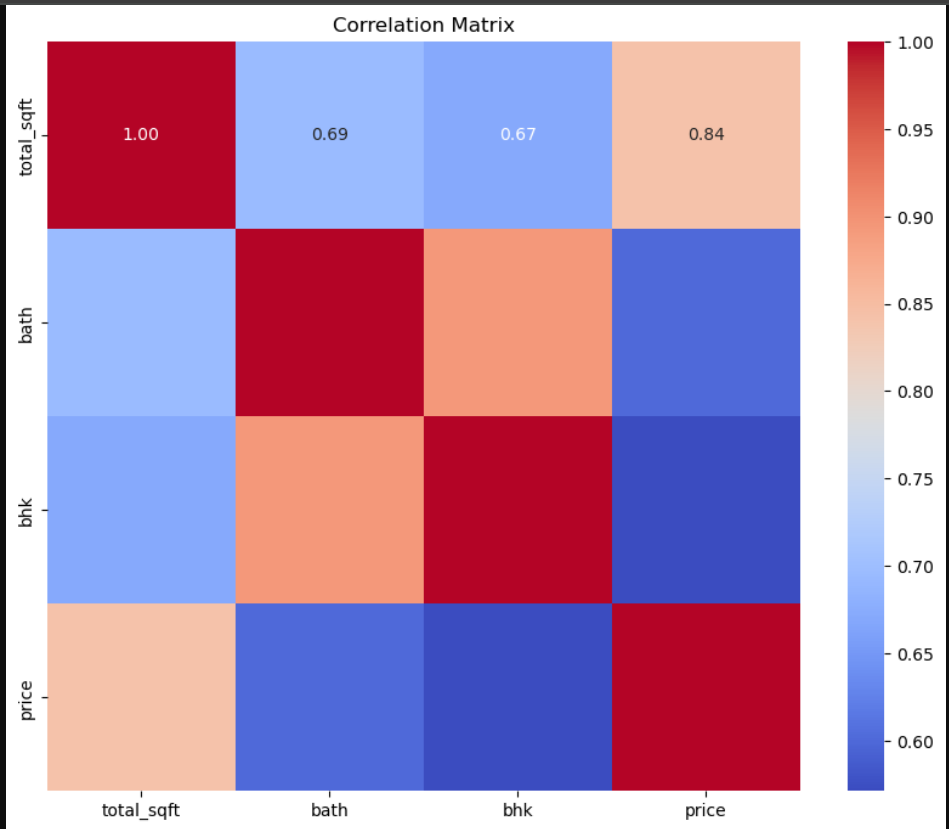 Correlation Matrix
total_sqft 1.00 0.69 0.67 0.84
bath
bhk
price
total_sqft bath bhk price
1.00
0.95
0.90
0.85
0.80
0.75
0.70
0.65
0.60